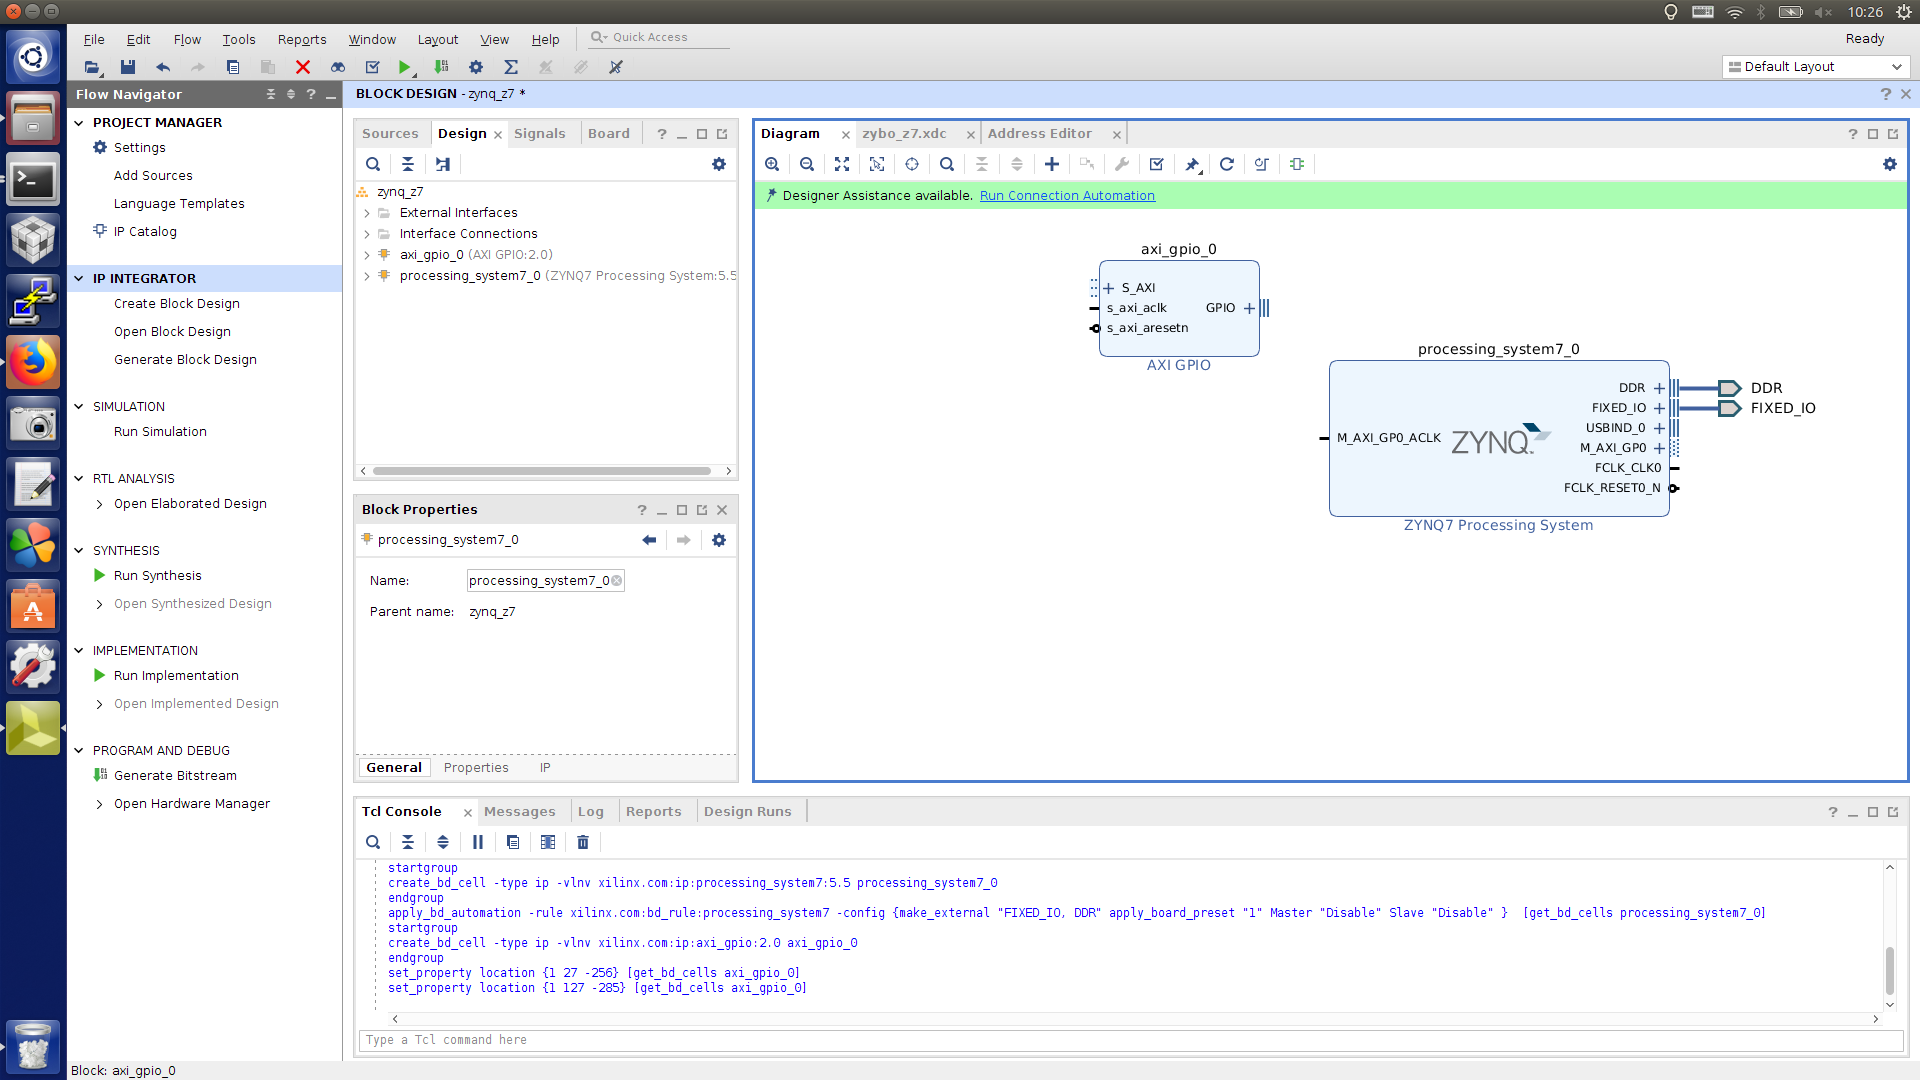 10:26
File Edit Flow Tools Reports Window Layout View Help
Quick Access
Ready
Default Layout
Flow Navigator
PROJECT MANAGER
Settings
Add Sources
Language Templates
IP Catalog
IP INTEGRATOR
Create Block Design
Open Block Design
Generate Block Design
SIMULATION
Run Simulation
RTL ANALYSIS
Open Elaborated Design
SYNTHESIS
Run Synthesis
Open Synthesized Design
IMPLEMENTATION
Run Implementation
Open Implemented Design
PROGRAM AND DEBUG
Generate Bitstream
Open Hardware Manager
BLOCK DESIGN - zynq_z7 *
Sources Design Signals Board
zynq_z7
External Interfaces
Interface Connections
axi_gpio_0 (AXI GPIO:2.0)
processing_system7_0 (ZYNQ7 Processing System:5.5
Block Properties
processing_system7_0
Name: processing_system7_0
Parent name: zynq_z7
General Properties IP
Diagram zybo_z7.xdc Address Editor
Designer Assistance available. Run Connection Automation
axi_gpio_0
S_AXI
s_axi_aclk GPIO
s_axi_aresetn
AXI GPIO
processing_system7_0
DDR DDR
FIXED_IO FIXED_IO
USBIND_0
M_AXI_GP0_ACLK ZYNQ M_AXI_GP0
FCLK_CLK0
FCLK_RESET0_N
ZYNQ7 Processing System
Tcl Console Messages Log Reports Design Runs
startgroup
create_bd_cell -type ip -vlnv xilinx.com:ip:processing_system7:5.5 processing_system7_0
endgroup
apply_bd_automation -rule xilinx.com:bd_rule:processing_system7 -config {make_external "FIXED_IO, DDR" apply_board_preset "1" Master "Disable" Slave "Disable" }  [get_bd_cells processing_system7_0]
startgroup
create_bd_cell -type ip -vlnv xilinx.com:ip:axi_gpio:2.0 axi_gpio_0
endgroup
set_property location {1 27 -256} [get_bd_cells axi_gpio_0]
set_property location {1 127 -285} [get_bd_cells axi_gpio_0]
Type a Tcl command here
Block: axi_gpio_0